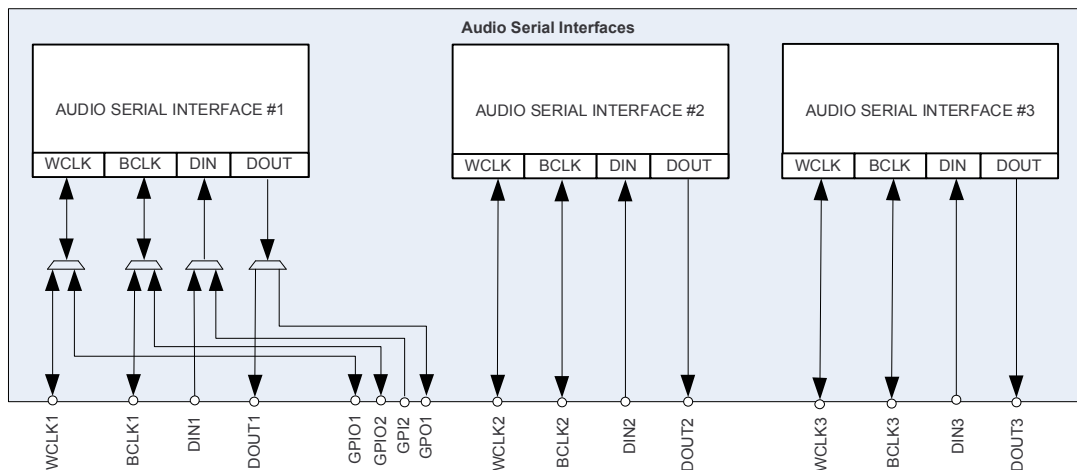 Audio Serial Interfaces
AUDIO SERIAL INTERFACE #1
WCLK BCLK DIN DOUT
AUDIO SERIAL INTERFACE #2
WCLK BCLK DIN DOUT
AUDIO SERIAL INTERFACE #3
WCLK BCLK DIN DOUT
WCLK1
BCLK1
DIN1
DOUT1
GPIO1
GPIO2
GPI2
GPO1
WCLK2
BCLK2
DIN2
DOUT2
WCLK3
BCLK3
DIN3
DOUT3